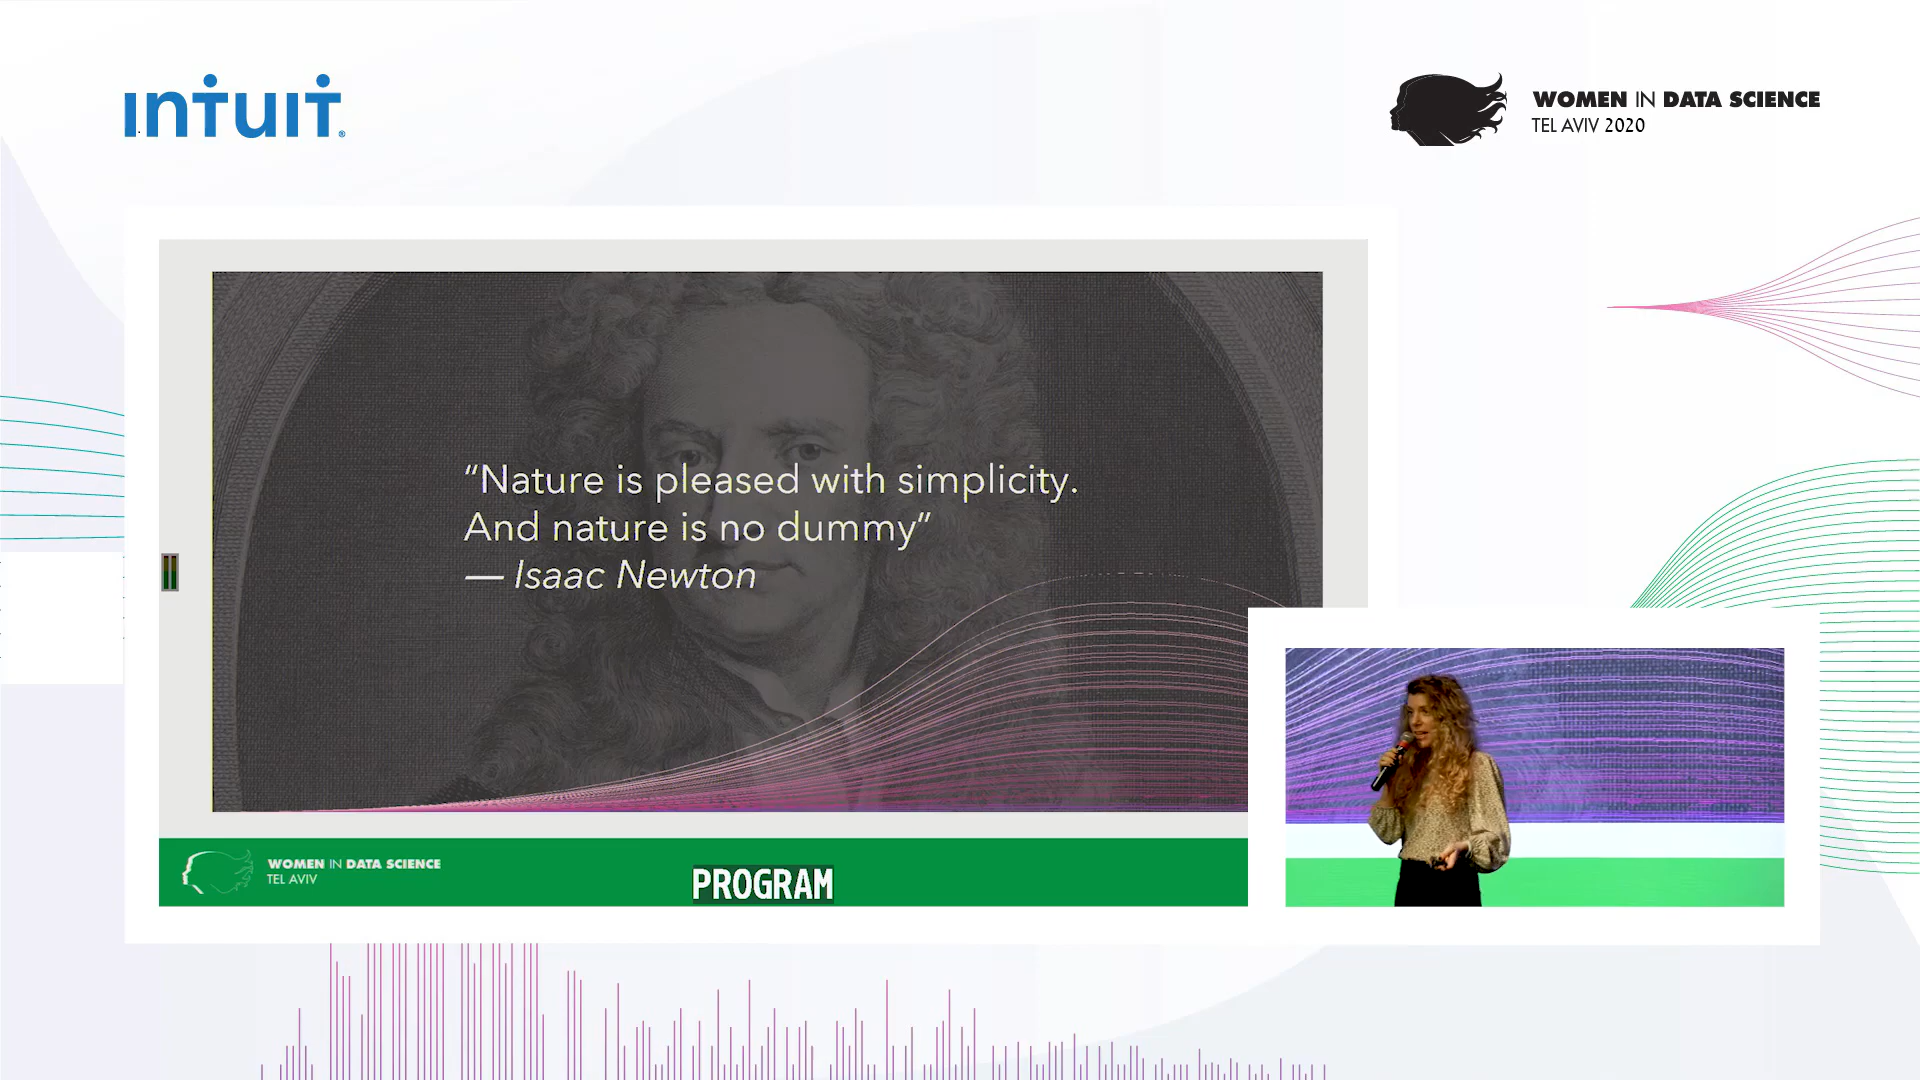 ınTuıT®
WOMEN IN DATA SCIENCE
TEL AVIV 2020
“Nature is pleased with simplicity.
And nature is no dummy”
— Isaac Newton
WOMEN IN DATA SCIENCE
TEL AVIV
PROGRAM